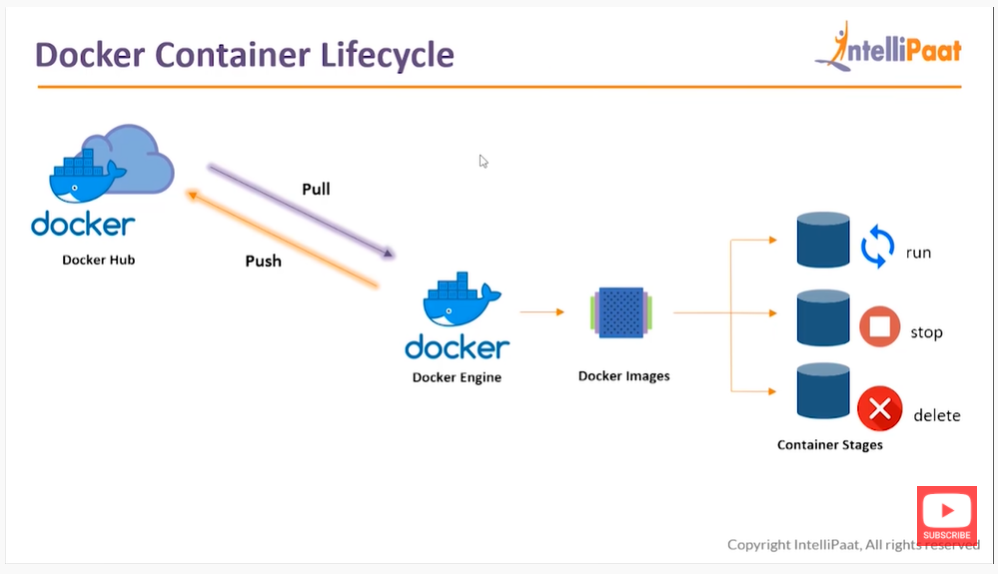 Docker Container Lifecycle
IntelliPaat
docker
Docker Hub
Pull
Push
docker
Docker Engine
Docker Images
run
stop
delete
Container Stages
SUBSCRIBE
Copyright IntelliPaat, All rights reserved